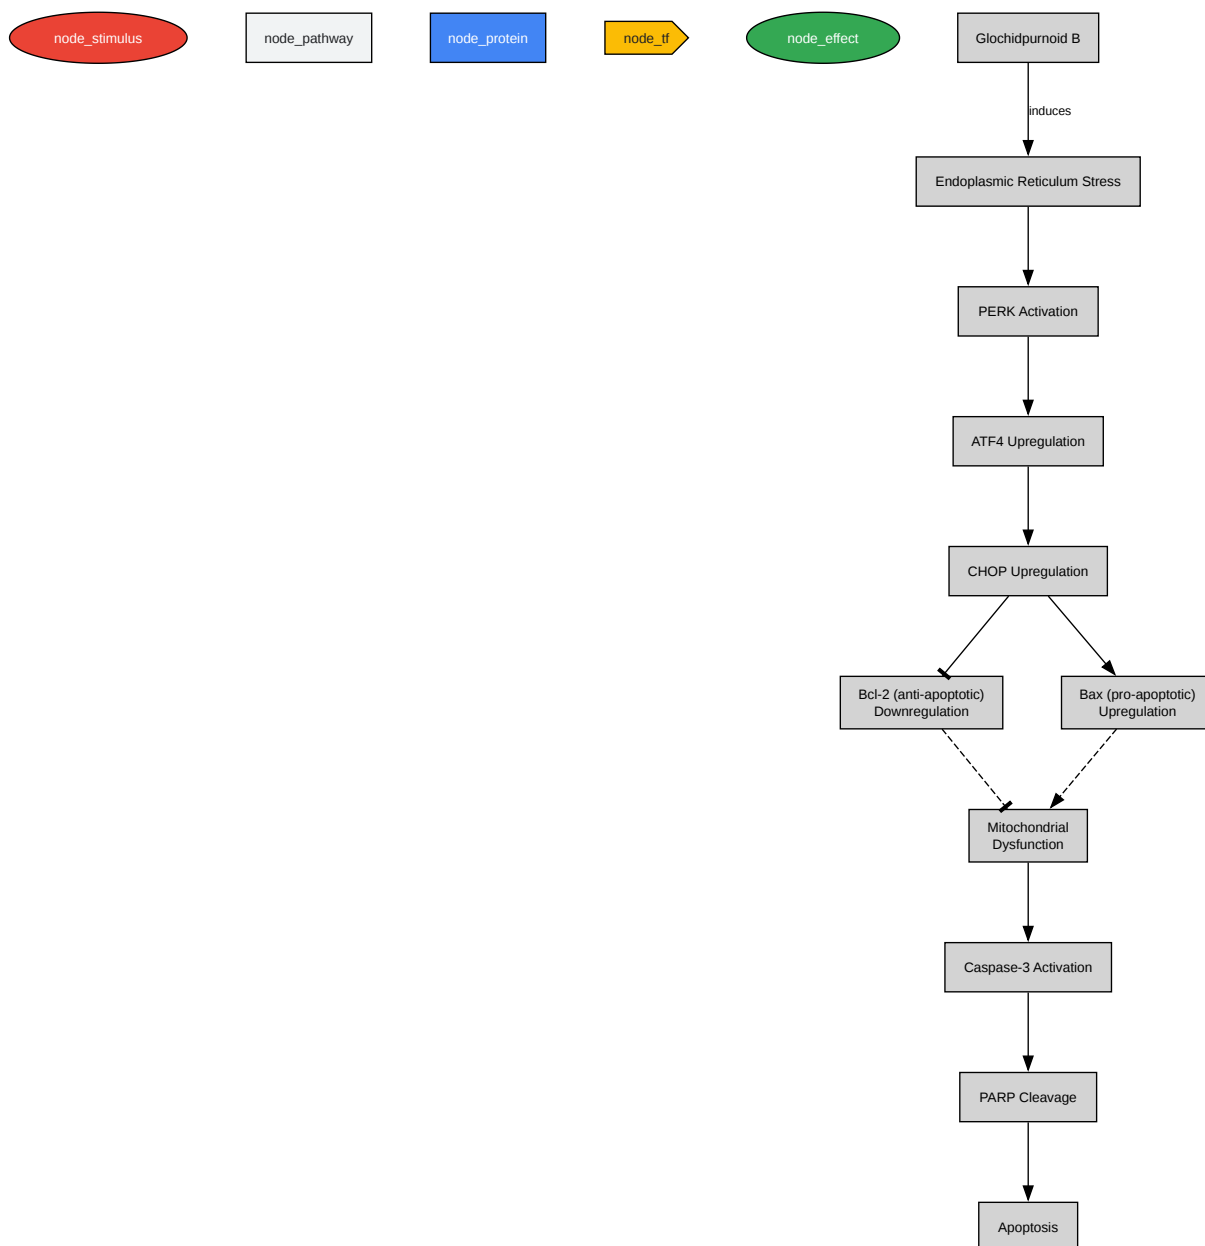 node_stimulus
node_pathway
node_protein
node_tf
node_effect
Glochidpurnoid B
induces
Endoplasmic Reticulum Stress
PERK Activation
ATF4 Upregulation
CHOP Upregulation
Bcl-2 (anti-apoptotic)
Downregulation
Bax (pro-apoptotic)
Upregulation
Mitochondrial
Dysfunction
Caspase-3 Activation
PARP Cleavage
Apoptosis